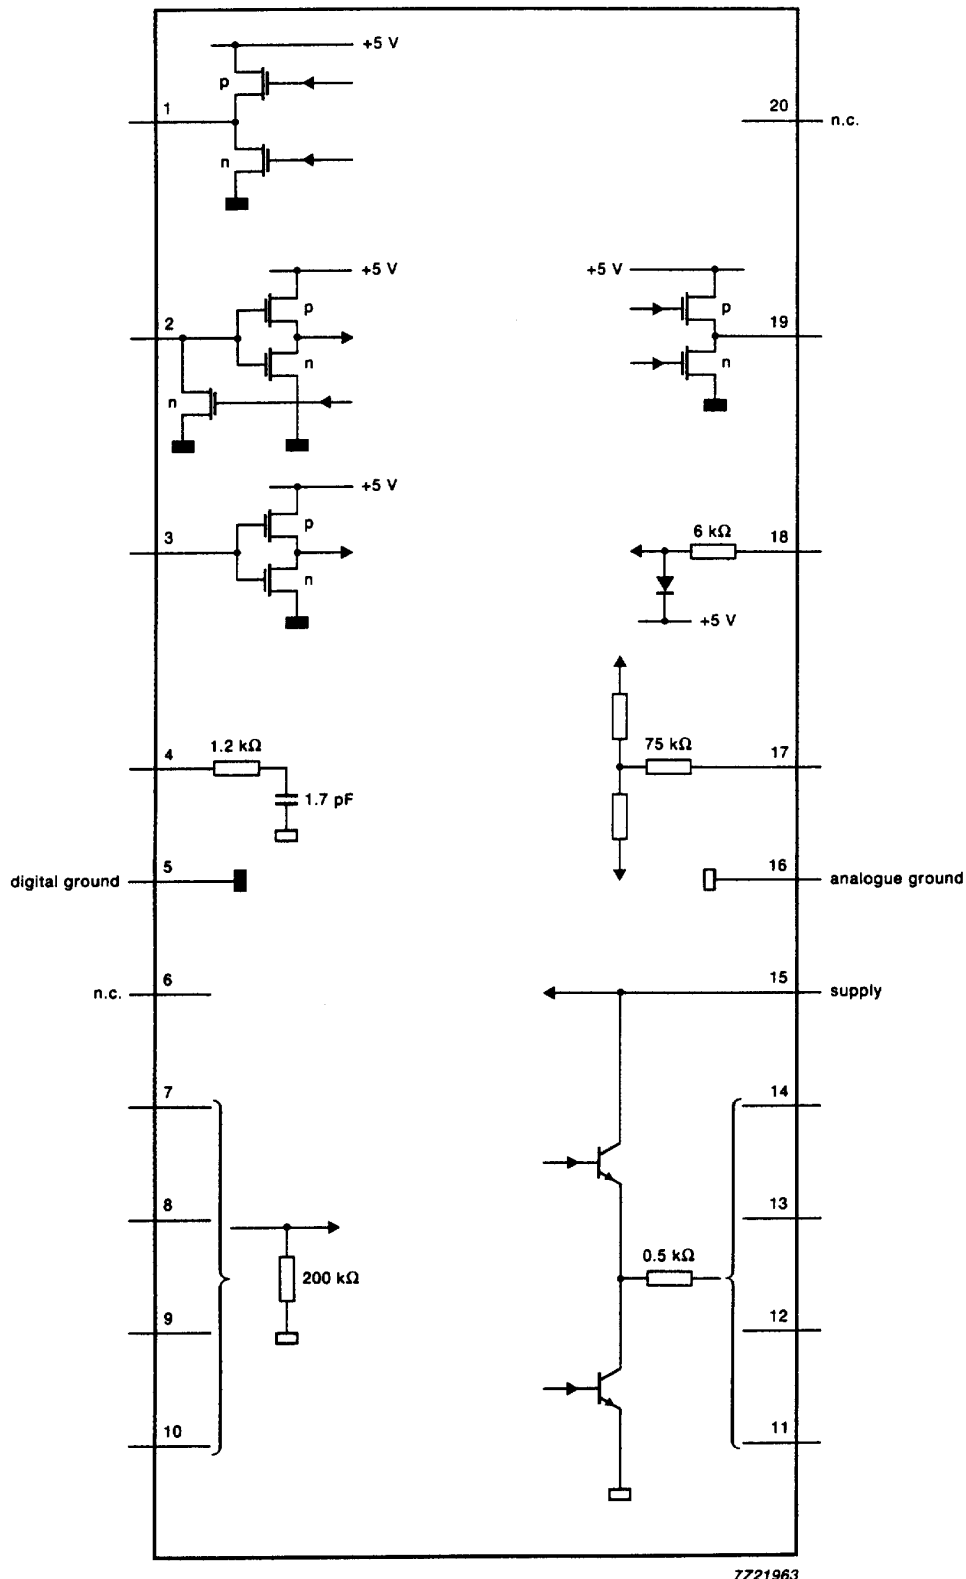 +5 V
p
1
n
20
n.c.
+5 V
p
2
n
n
+5 V
p
19
n
+5 V
p
3
n
6 kΩ
18
+5 V
4
1.2 kΩ
1.7 pF
75 kΩ
17
digital ground
5
16
analogue ground
n.c.
6
15
supply
7
8
200 kΩ
9
10
14
13
0.5 kΩ
12
11
7Z21963